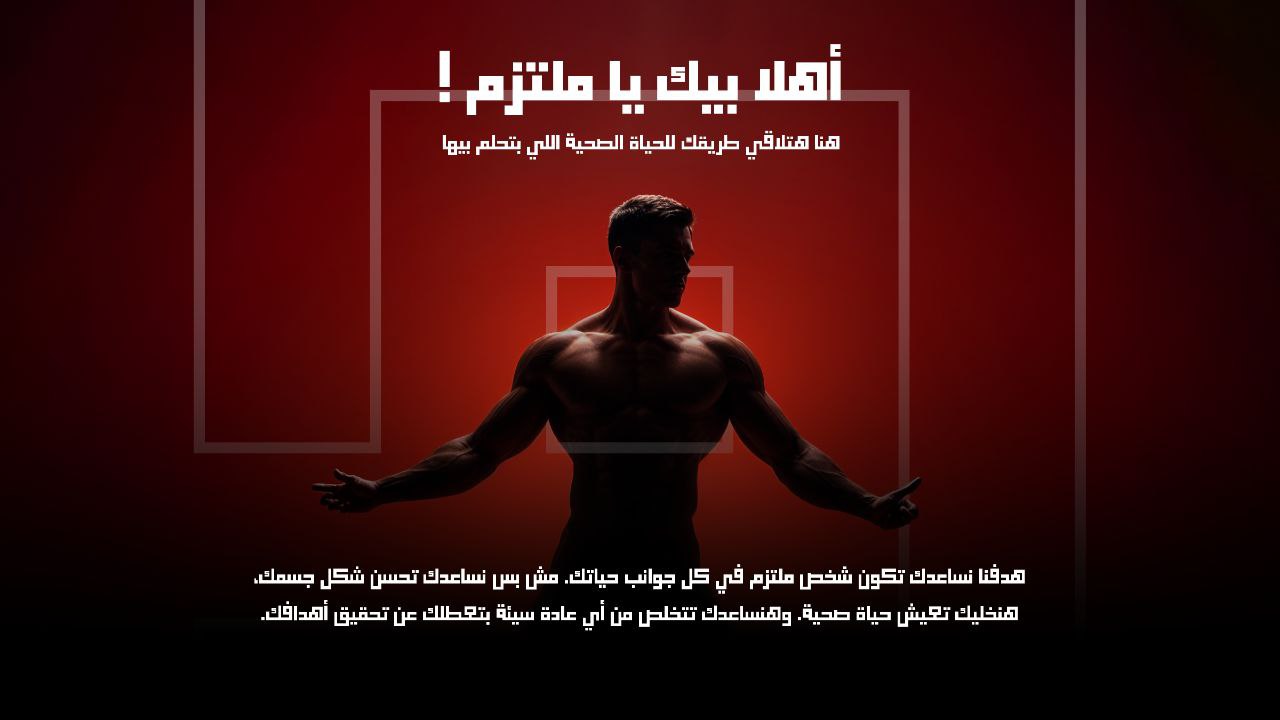 أهلا بيك يا ملتزم !
هنا هتلاقي طريقك للحياة الصحية اللي بتحلم بيها
هدفنا نساعدك تكون شخص ملتزم في كل جوانب حياتك. مش بس نساعدك تحسن شكل جسمك،
هنخليك تعيش حياة صحية. وهنساعدك تتخلص من أي عادة سيئة بتعطلك عن تحقيق أهدافك.